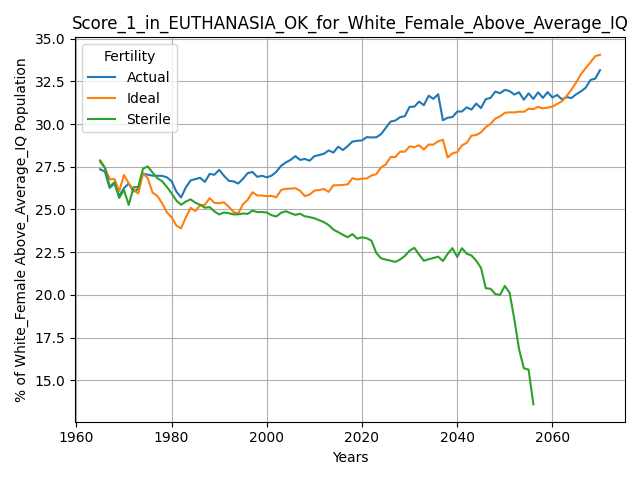 Score_1_in_EUTHANASIA_OK_for_White_Female_Above_Average_IQ
% of White_Female Above_Average_IQ Population
35.0
32.5
30.0
27.5
25.0
22.5
20.0
17.5
15.0
Fertility
Actual
Ideal
Sterile
1960 1980 2000 2020 2040 2060
Years